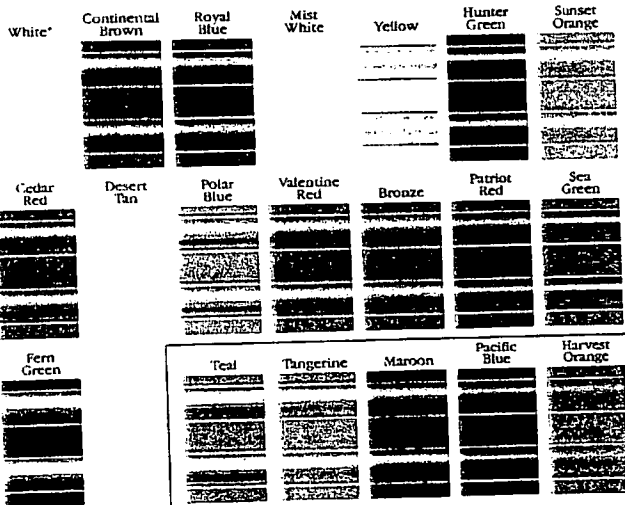 White*
Continental Brown
Royal Blue
Mist White
Yellow
Hunter Green
Sunset Orange
Cedar Red
Desert Tan
Polar Blue
Valentine Red
Bronze
Patriot Red
Sea Green
Fern Green
Teal
Tangerine
Maroon
Pacific Blue
Harvest Orange